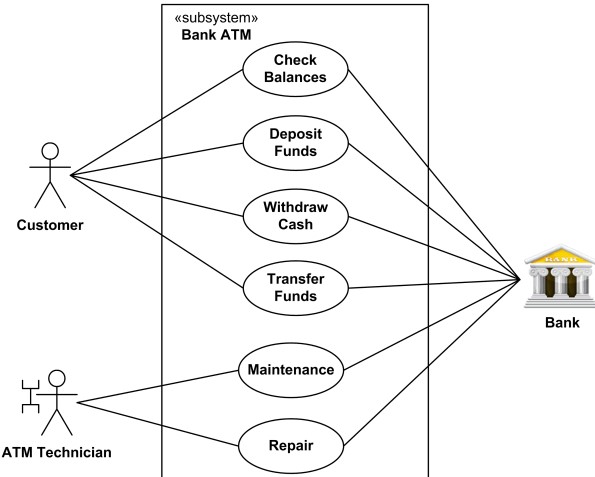 «subsystem»
Bank ATM
Check
Balances
Deposit
Funds
Customer
Withdraw
Cash
Transfer
Funds
BANK
Bank
Maintenance
ATM Technician
Repair